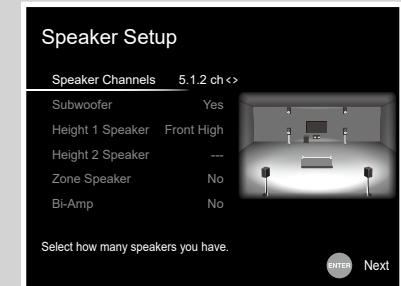 Speaker Setup
Speaker Channels 5.1.2 ch <>
Subwoofer Yes
Height 1 Speaker Front High
Height 2 Speaker ---
Zone Speaker No
Bi-Amp No
Select how many speakers you have.
ENTER Next